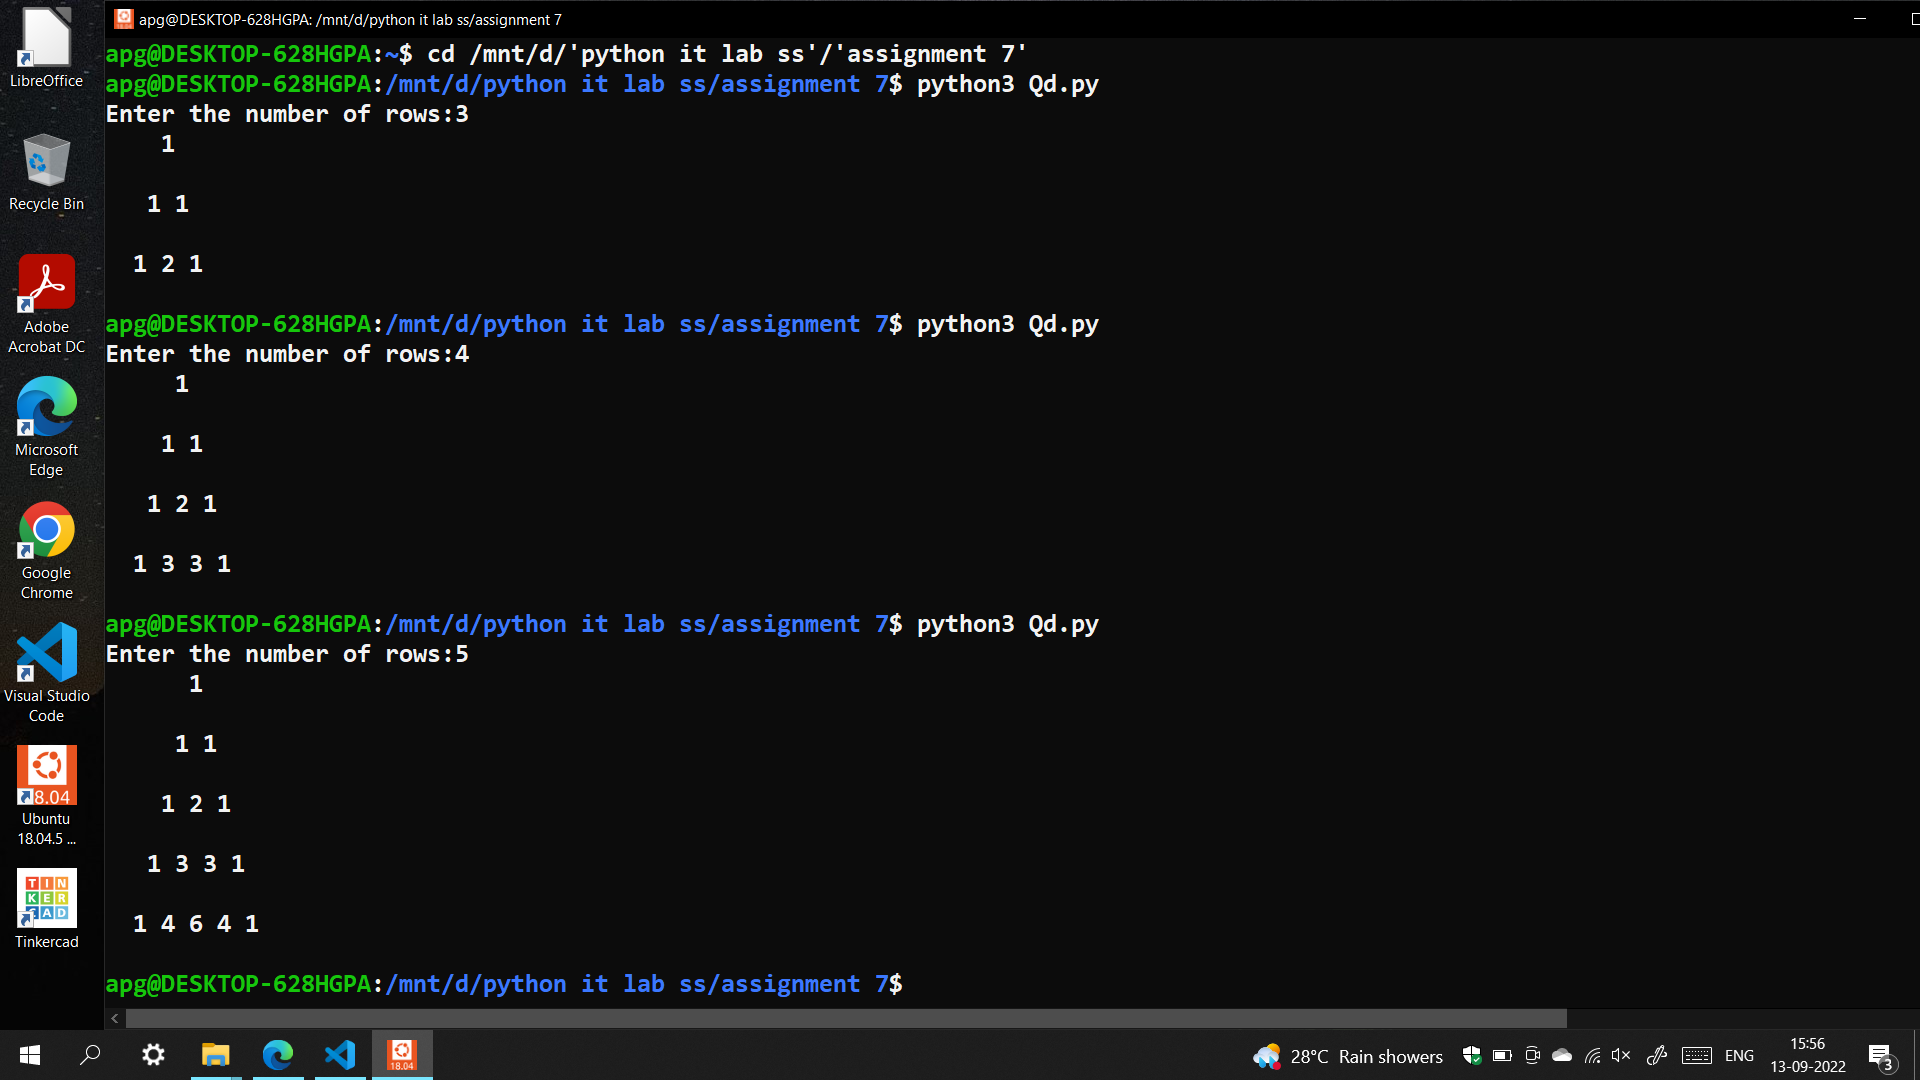 apg@DESKTOP-628HGPA: /mnt/d/python it lab ss/assignment 7
apg@DESKTOP-628HGPA:~$ cd /mnt/d/'python it lab ss'/'assignment 7'
apg@DESKTOP-628HGPA:/mnt/d/python it lab ss/assignment 7$ python3 Qd.py
Enter the number of rows:3
    1
   1 1
  1 2 1
apg@DESKTOP-628HGPA:/mnt/d/python it lab ss/assignment 7$ python3 Qd.py
Enter the number of rows:4
     1
    1 1
   1 2 1
  1 3 3 1
apg@DESKTOP-628HGPA:/mnt/d/python it lab ss/assignment 7$ python3 Qd.py
Enter the number of rows:5
      1
     1 1
    1 2 1
   1 3 3 1
  1 4 6 4 1
apg@DESKTOP-628HGPA:/mnt/d/python it lab ss/assignment 7$
LibreOffice
Recycle Bin
Adobe
Acrobat DC
Microsoft
Edge
Google
Chrome
Visual Studio
Code
18.04
Ubuntu
18.04.5 ...
TIN
KER
CAD
Tinkercad
18.04
28°C Rain showers
ENG
15:56
13-09-2022
3